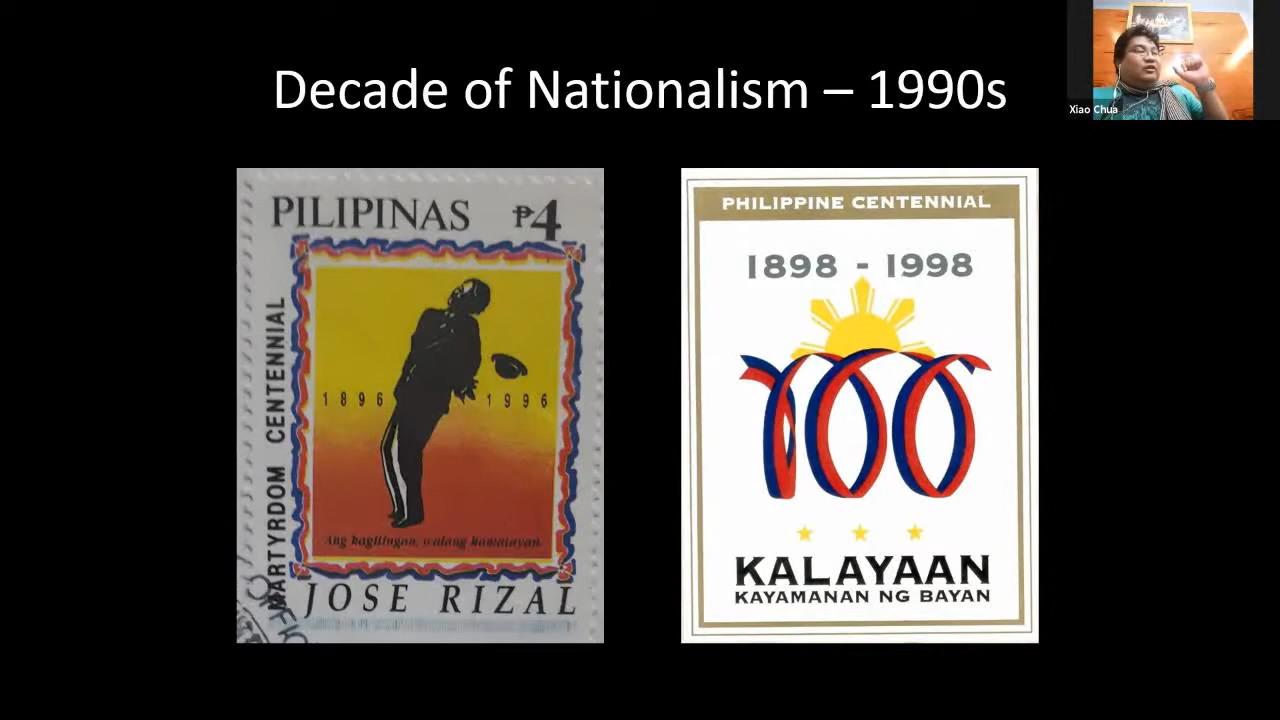 Decade of Nationalism – 1990s
Xiao Chua
PILIPINAS ₱4
MARTYRDOM CENTENNIAL
1896 1996
Ang kagitingan, walang kamatayan.
JOSE RIZAL
PHILIPPINE CENTENNIAL
1898 - 1998
100
KALAYAAN
KAYAMANAN NG BAYAN